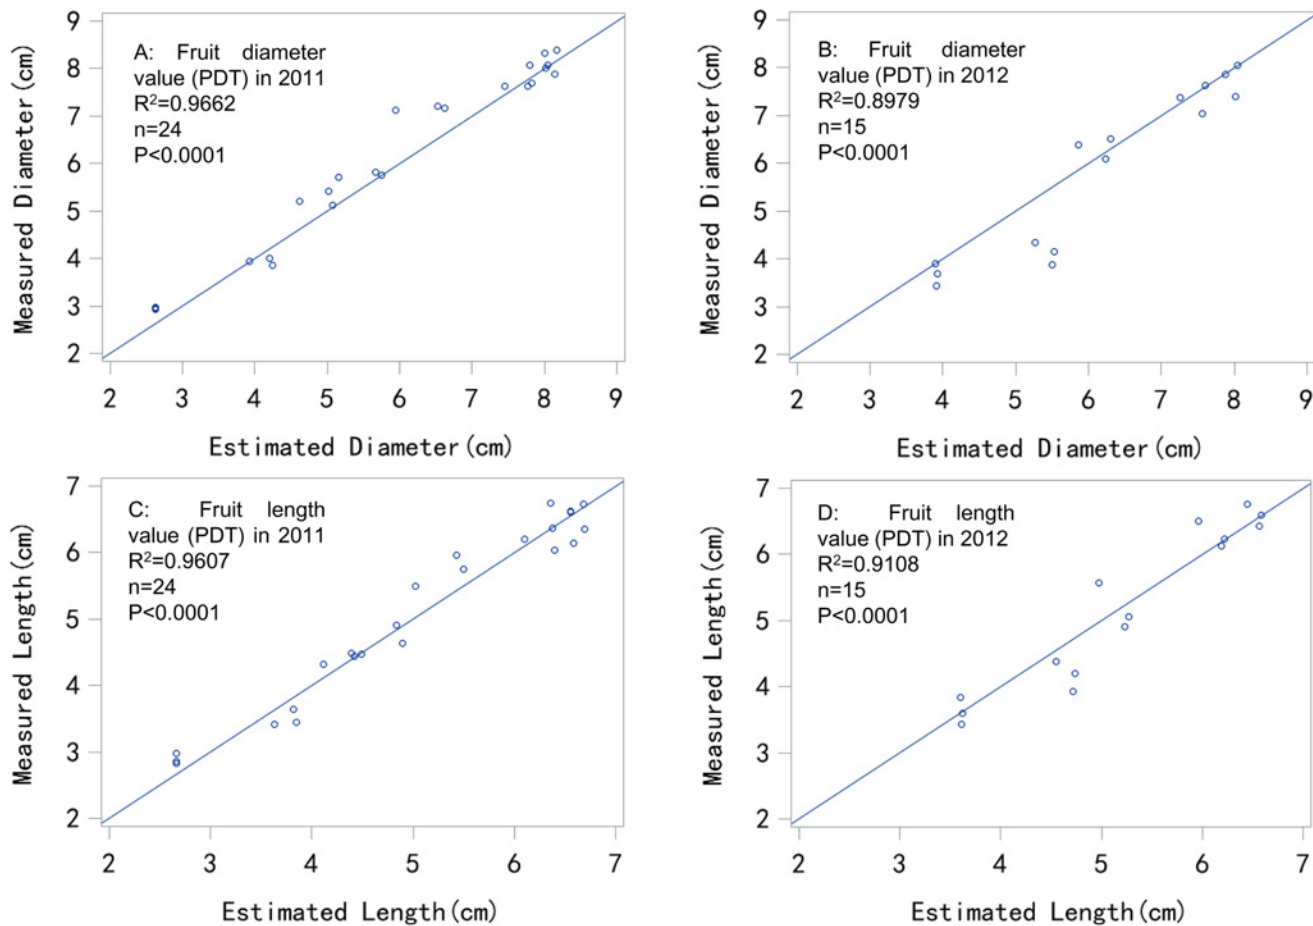 A: Fruit diameter
value (PDT) in 2011
R²=0.9662
n=24
P<0.0001
Measured Diameter(cm)
9
8
7
6
5
4
3
2
2 3 4 5 6 7 8 9
Estimated Diameter(cm)
B: Fruit diameter
value (PDT) in 2012
R²=0.8979
n=15
P<0.0001
Measured Diameter(cm)
9
8
7
6
5
4
3
2
2 3 4 5 6 7 8 9
Estimated Diameter(cm)
C: Fruit length
value (PDT) in 2011
R²=0.9607
n=24
P<0.0001
Measured Length(cm)
7
6
5
4
3
2
2 3 4 5 6 7
Estimated Length(cm)
D: Fruit length
value (PDT) in 2012
R²=0.9108
n=15
P<0.0001
Measured Length(cm)
7
6
5
4
3
2
2 3 4 5 6 7
Estimated Length(cm)